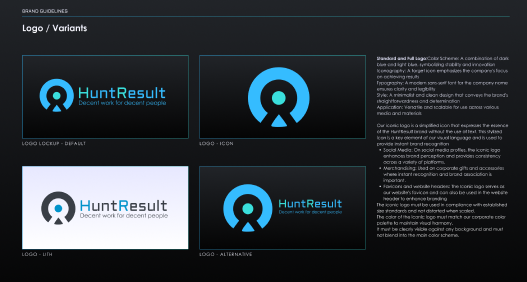 BRAND GUIDELINES
Logo / Variants
HuntResult
Decent work for decent people
LOGO LOCKUP - DEFAULT
LOGO - ICON
HuntResult
Decent work for decent people
LOGO - LITH
HuntResult
Decent work for decent people
LOGO - ALTERNATIVE
Standard and Full Logo:Color Scheme: A combination of dark
blue and light blue, symbolizing stability and innovation
Iconography: A target icon emphasizes the company's focus
on achieving results
Typography: A modern sans-serif font for the company name
ensures clarity and legibility
Style: A minimalist and clean design that conveys the brand's
straightforwardness and determination
Application: Versatile and scalable for use across various
media and materials
Our iconic logo is a simplified icon that expresses the essence
of the HuntResult brand without the use of text. This stylized
icon is a key element of our visual language and is used to
provide instant brand recognition.
• Social Media: On social media profiles, the iconic logo
enhances brand perception and provides consistency
across a variety of platforms.
• Merchandising: Used on corporate gifts and accessories
where instant recognition and brand association is
important.
• Favicons and website headers: The iconic logo serves as
our website's favicon and can also be used in the website
header to enhance branding
The iconic logo must be used in compliance with established
size standards and not distorted when scaled.
The color of the iconic logo must match our corporate color
palette to maintain visual harmony.
It must be clearly visible against any background and must
not blend into the main color scheme.